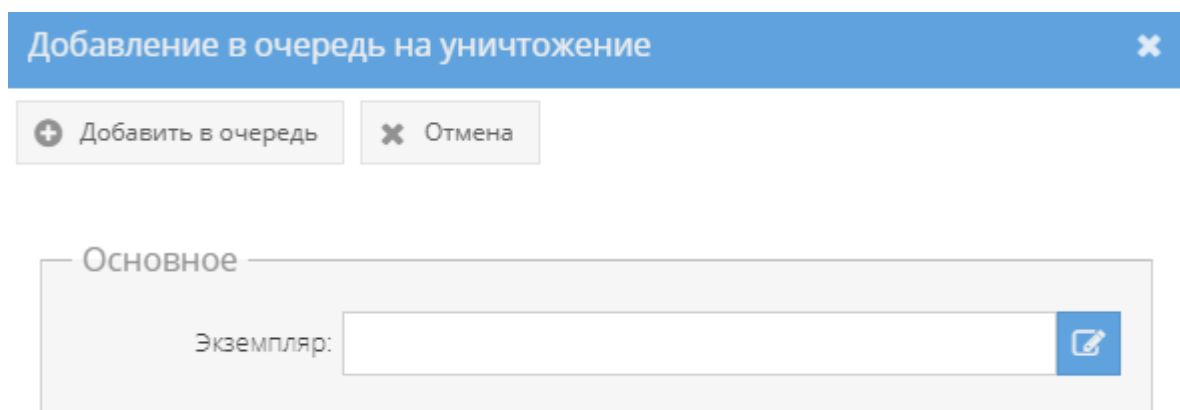 Добавление в очередь на уничтожение
Добавить в очередь Отмена
Основное
Экземпляр: